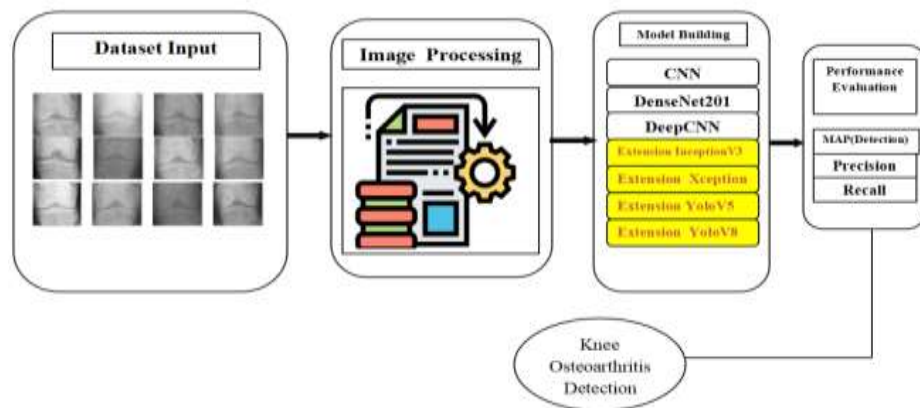 Dataset Input
Image Processing
Model Building
CNN
DenseNet201
DeepCNN
Extension InceptionV3
Extension Xception
Extension YoloV5
Extension YoloV8
Performance
Evaluation
MAP(Detection)
Precision
Recall
Knee
Osteoarthritis
Detection